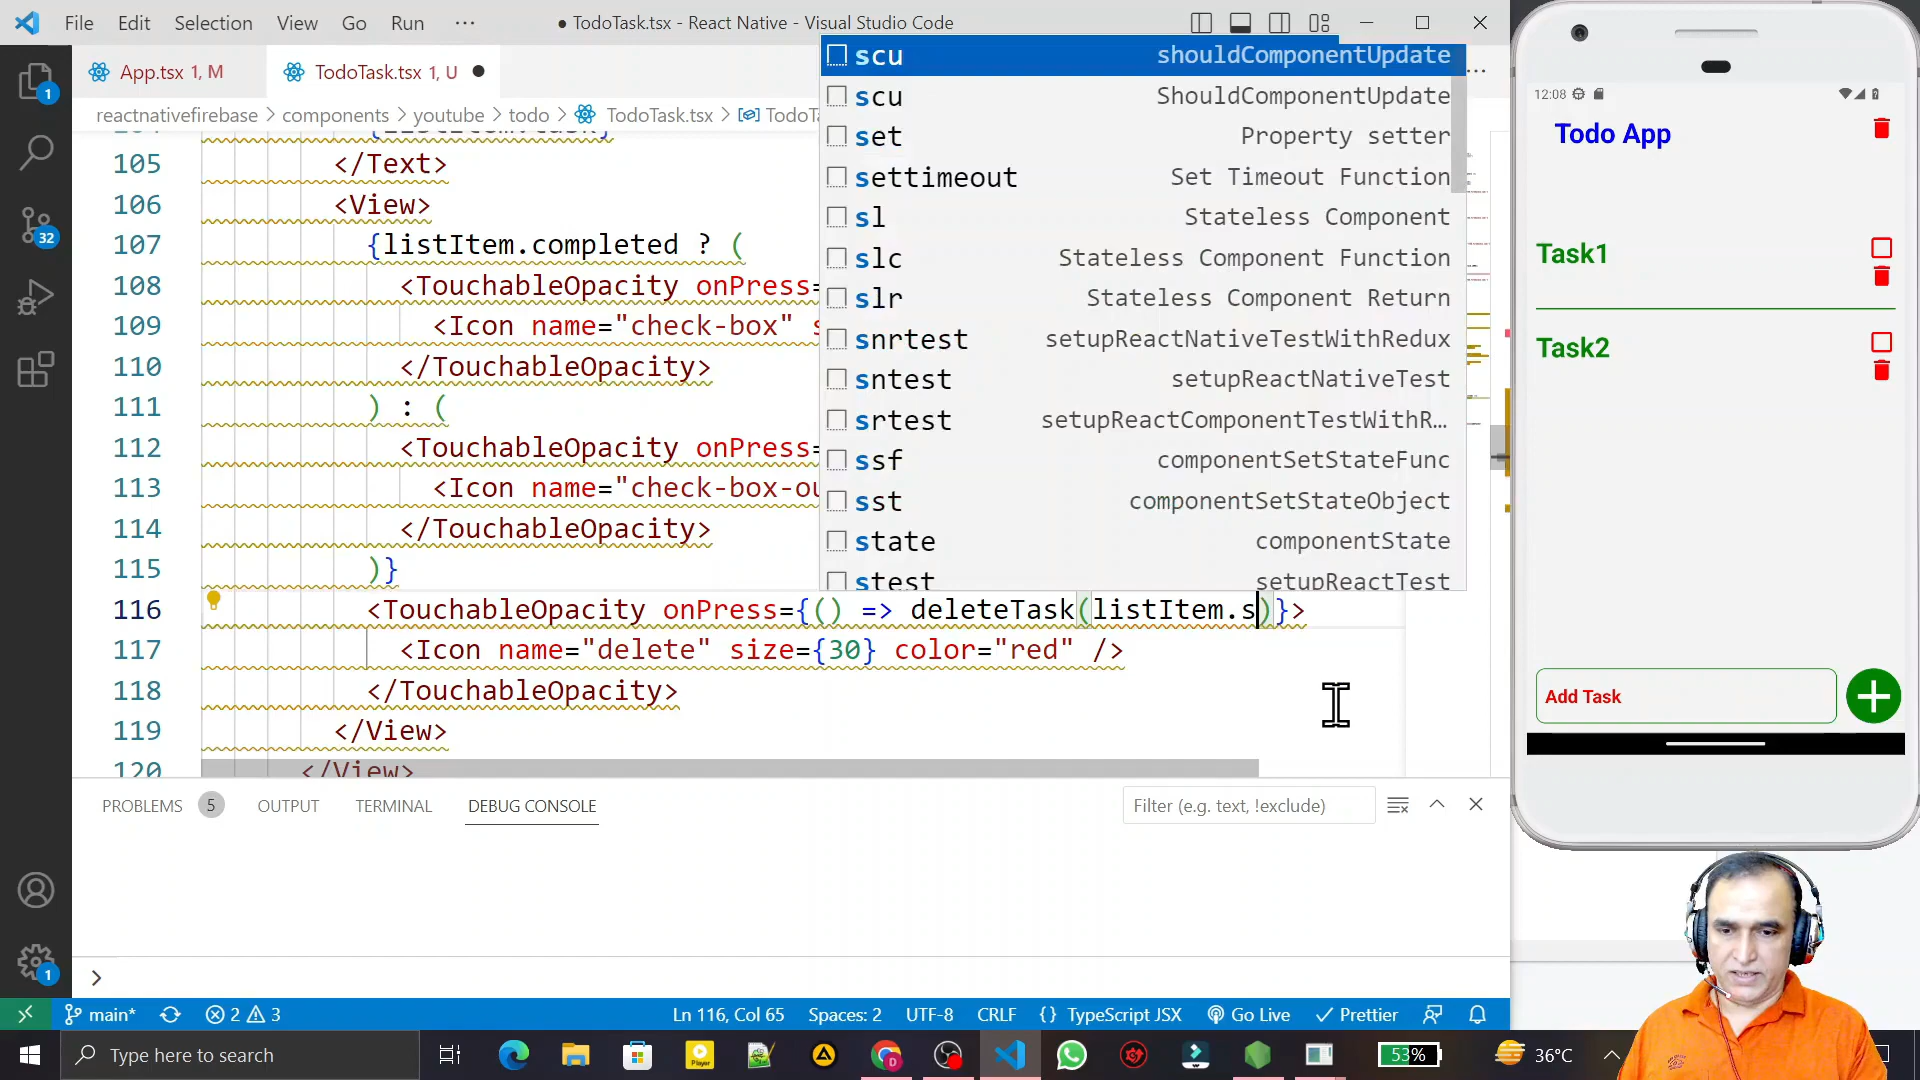 File Edit Selection View Go Run ···
● TodoTask.tsx - React Native - Visual Studio Code
App.tsx 1, M
TodoTask.tsx 1, U ●
reactnativefirebase > components > youtube > todo > TodoTask.tsx >
105 </Text>
106 <View>
107 {listItem.completed ? (
108 <TouchableOpacity onPress=
109 <Icon name="check-box"
110 </TouchableOpacity>
111 ) : (
112 <TouchableOpacity onPress=
113 <Icon name="check-box-ou
114 </TouchableOpacity>
115 )}
116 <TouchableOpacity onPress={() => deleteTask(listItem.s)}>
117 <Icon name="delete" size={30} color="red" />
118 </TouchableOpacity>
119 </View>
120 </View>
scu shouldComponentUpdate
scu ShouldComponentUpdate
set Property setter
settimeout Set Timeout Function
sl Stateless Component
slc Stateless Component Function
slr Stateless Component Return
snrtest setupReactNativeTestWithRedux
sntest setupReactNativeTest
srtest setupReactComponentTestWithR...
ssf componentSetStateFunc
sst componentSetStateObject
state componentState
stest setupReactTest
1
32
1
PROBLEMS 5 OUTPUT TERMINAL DEBUG CONSOLE
Filter (e.g. text, !exclude)
>
main* 2 3
Ln 116, Col 65 Spaces: 2 UTF-8 CRLF {} TypeScript JSX Go Live Prettier
Type here to search
Player
D
53%
36°C
12:08
Todo App
Task1
Task2
Add Task